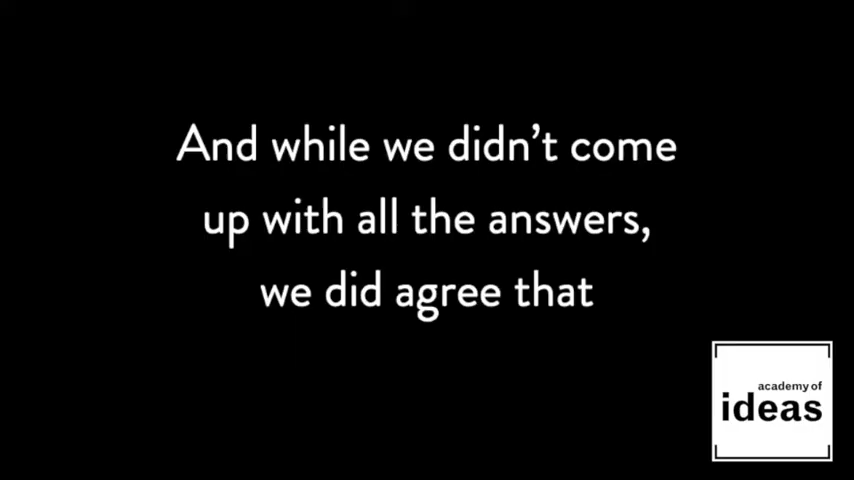 And while we didn’t come
up with all the answers,
we did agree that
academy of
ideas